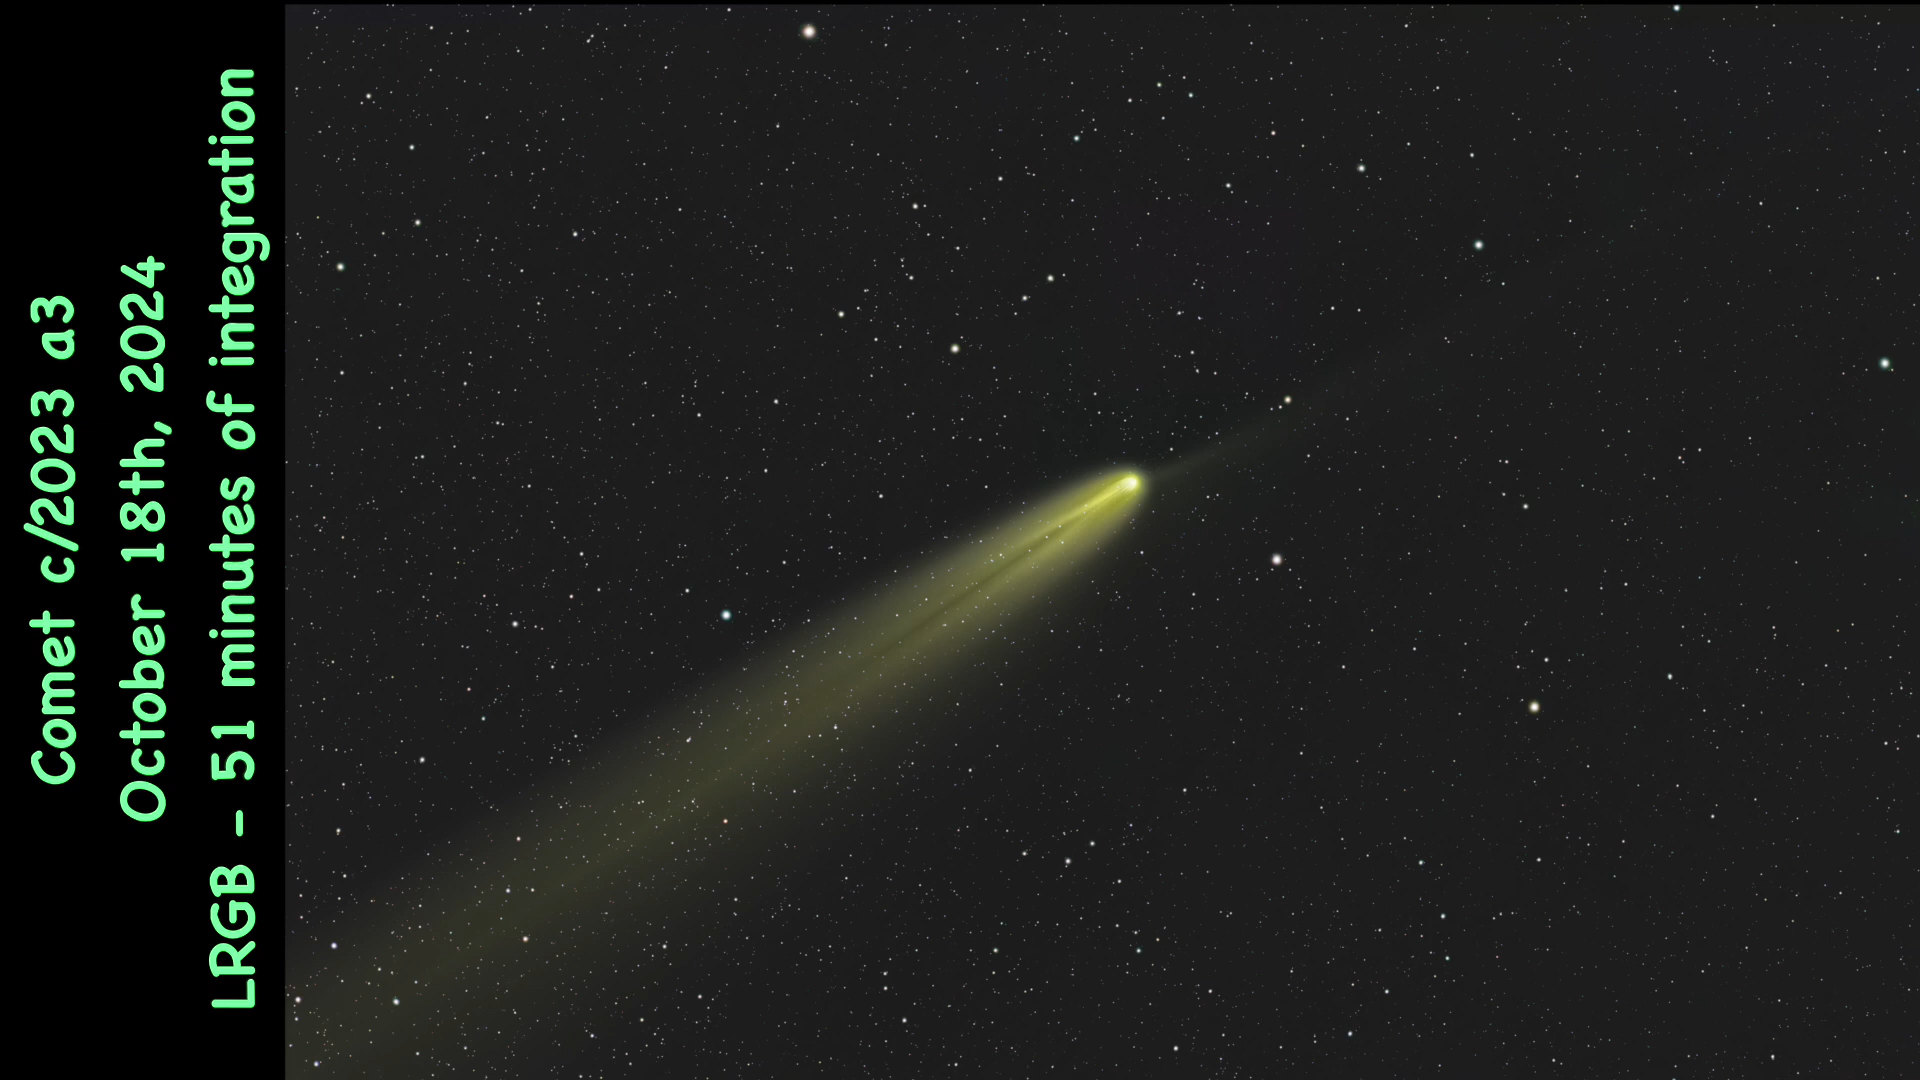 Comet c/2023 a3
October 18th, 2024
LRGB - 51 minutes of integration